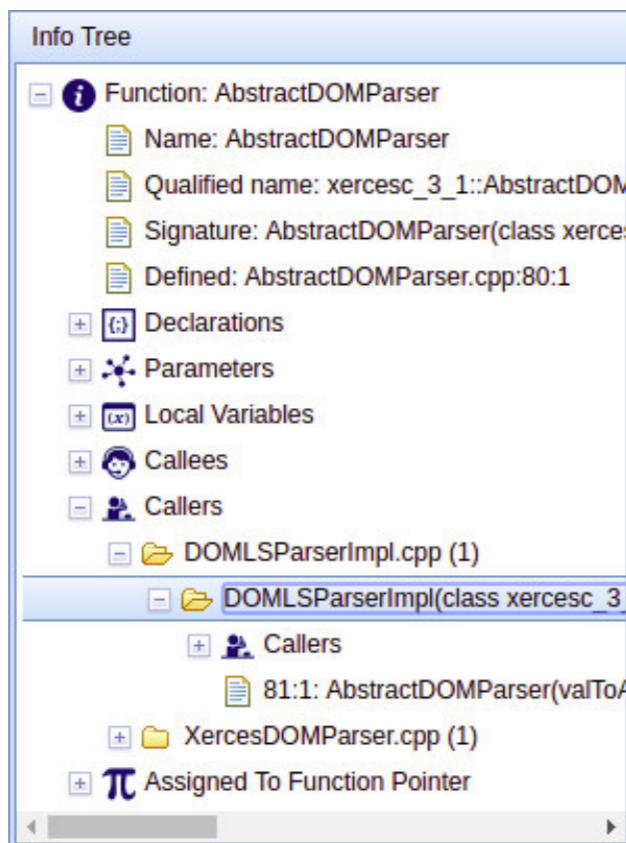 Info Tree
Function: AbstractDOMParser
Name: AbstractDOMParser
Qualified name: xercesc_3_1::AbstractDOM
Signature: AbstractDOMParser(class xerces
Defined: AbstractDOMParser.cpp:80:1
Declarations
Parameters
Local Variables
Callees
Callers
DOMLSParserImpl.cpp (1)
DOMLSParserImpl(class xercesc_3_
Callers
81:1: AbstractDOMParser(valToA
XercesDOMParser.cpp (1)
Assigned To Function Pointer